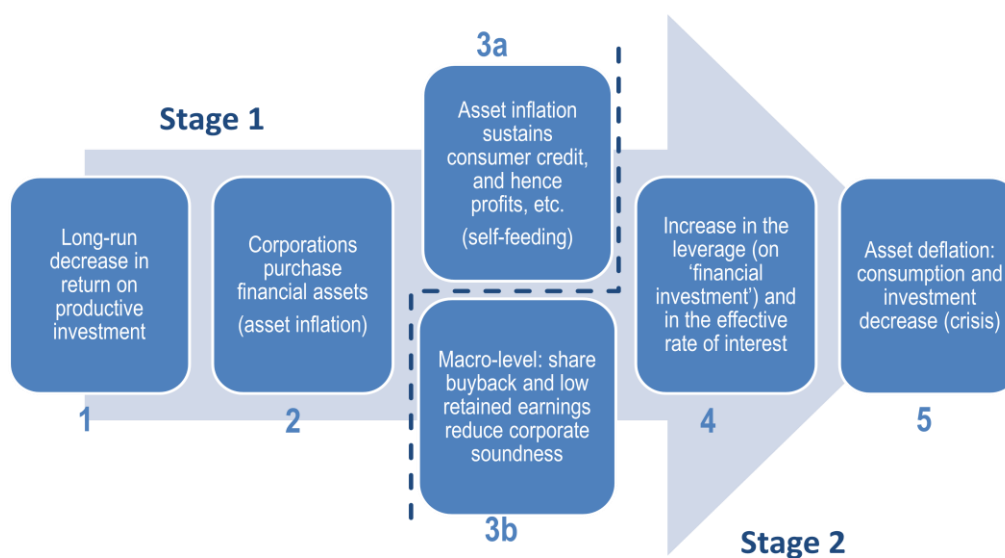 Stage 1
1
Long-run
decrease in
return on
productive
investment
2
Corporations
purchase
financial assets
(asset inflation)
3a
Asset inflation
sustains
consumer credit,
and hence
profits, etc.
(self-feeding)
3b
Macro-level: share
buyback and low
retained earnings
reduce corporate
soundness
4
Increase in the
leverage (on
‘financial
investment’) and
in the effective
rate of interest
5
Asset deflation:
consumption and
investment
decrease (crisis)
Stage 2